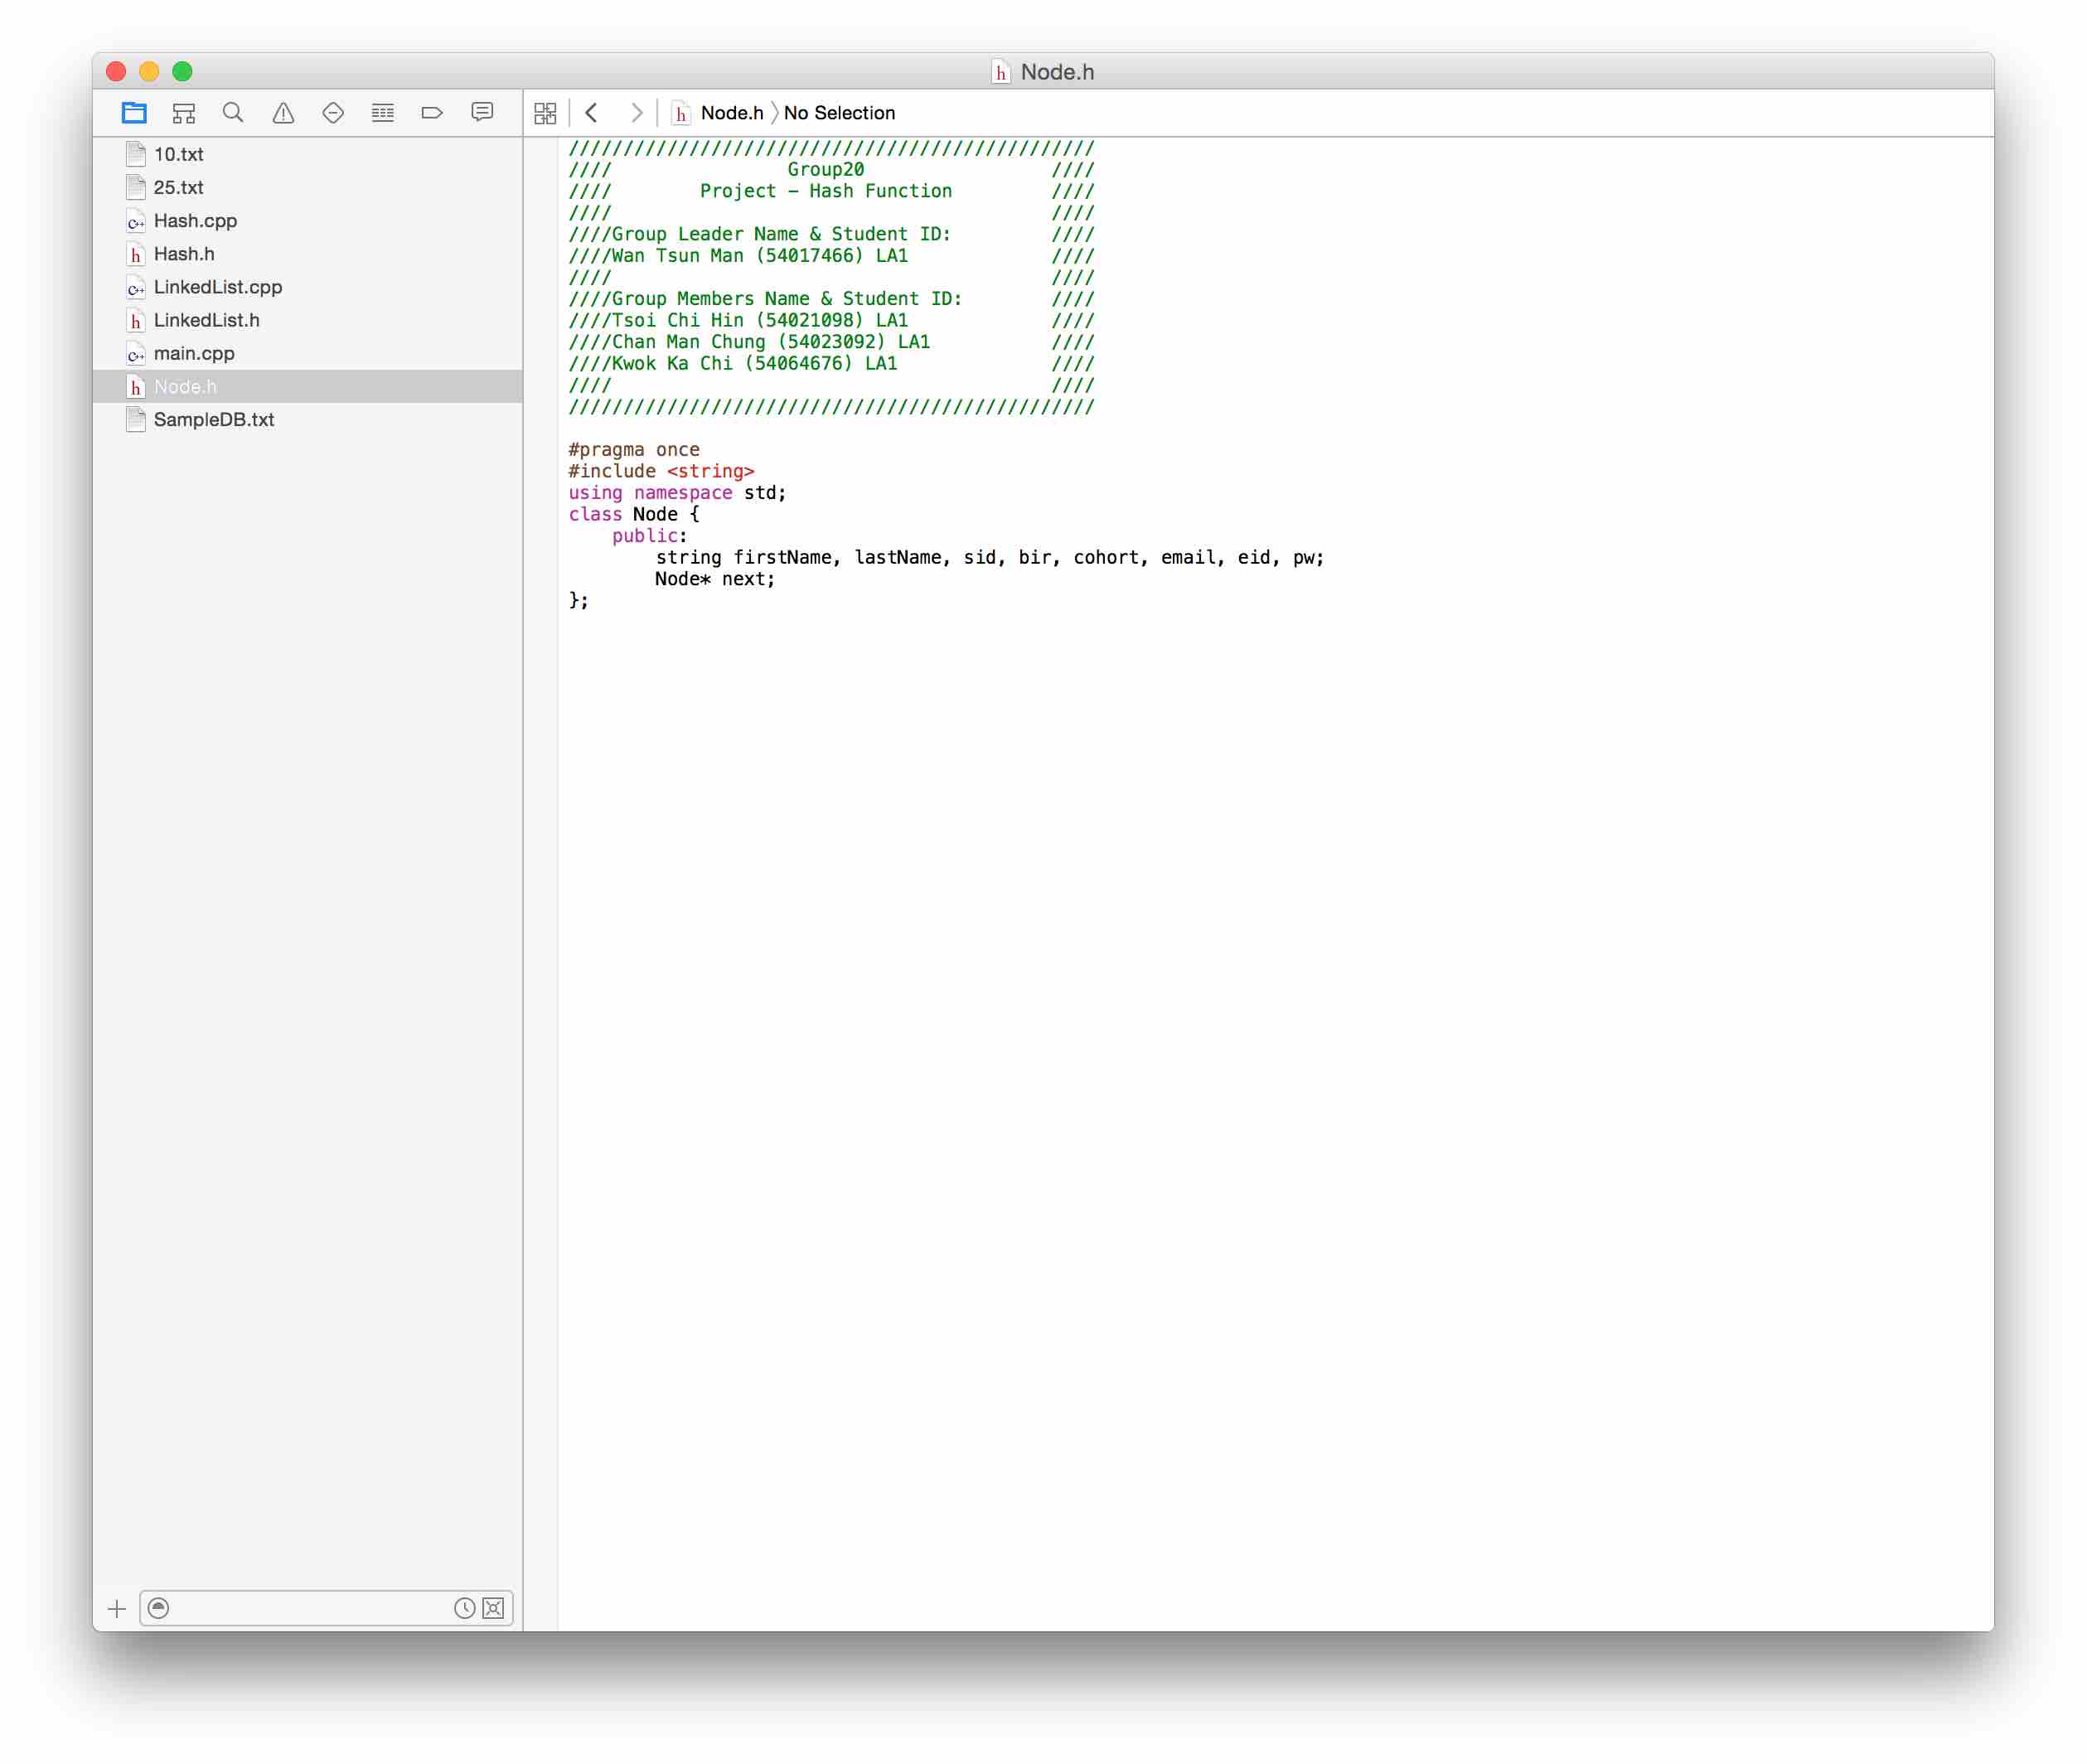 Node.h
Node.h 〉No Selection
10.txt
25.txt
Hash.cpp
Hash.h
LinkedList.cpp
LinkedList.h
main.cpp
Node.h
SampleDB.txt
////////////////////////////////////////////////
////                Group20                 ////
////        Project – Hash Function         ////
////                                        ////
////Group Leader Name & Student ID:         ////
////Wan Tsun Man (54017466) LA1             ////
////                                        ////
////Group Members Name & Student ID:        ////
////Tsoi Chi Hin (54021098) LA1             ////
////Chan Man Chung (54023092) LA1           ////
////Kwok Ka Chi (54064676) LA1              ////
////                                        ////
////////////////////////////////////////////////
#pragma once
#include <string>
using namespace std;
class Node {
    public:
        string firstName, lastName, sid, bir, cohort, email, eid, pw;
        Node* next;
};